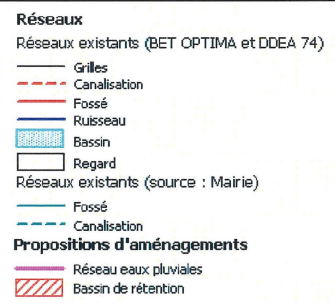 Réseaux
Réseaux existants (BET OPTIMA et DDEA 74)
Grilles
Canalisation
Fossé
Ruisseau
Bassin
Regard
Réseaux existants (source : Mairie)
Fossé
Canalisation
Propositions d'aménagements
Réseau eaux pluviales
Bassin de rétention